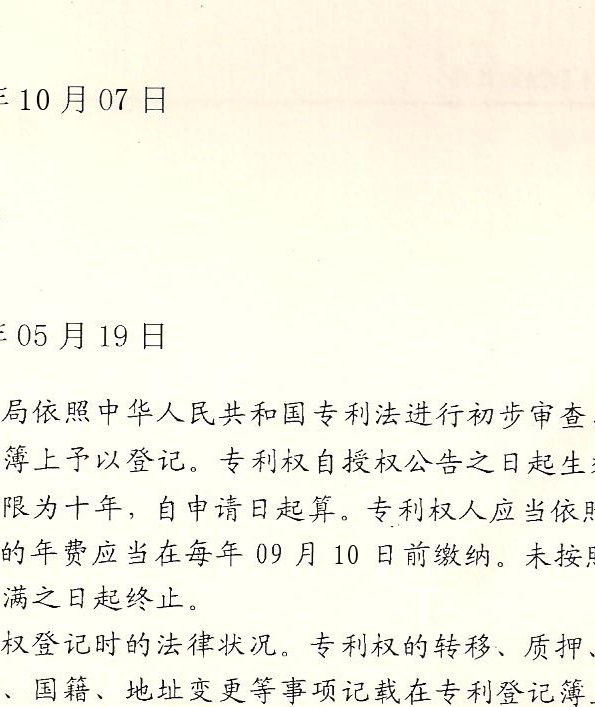 年 10 月 07 日
年 05 月 19 日
局依照中华人民共和国专利法进行初步审查，
簿上予以登记。专利权自授权公告之日起生
限为十年，自申请日起算。专利权人应当依照
的年费应当在每年 09 月 10 日前缴纳。未按照
满之日起终止。
权登记时的法律状况。专利权的转移、质押、
、国籍、地址变更等事项记载在专利登记簿上